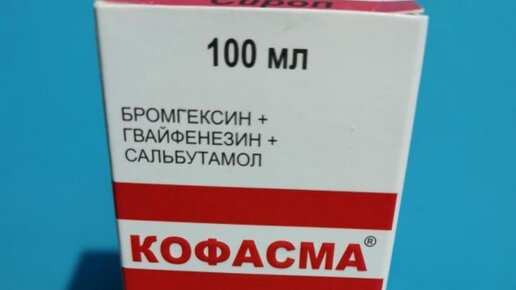 Сироп
100 мл
БРОМГЕКСИН +
ГВАЙФЕНЕЗИН +
САЛЬБУТАМОЛ
КОФАСМА®